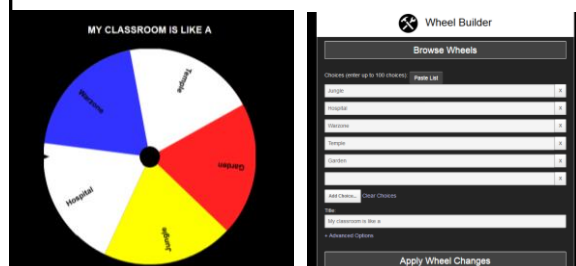 MY CLASSROOM IS LIKE A
Temple
Warzone
Garden
Hospital
Jungle
Wheel Builder
Browse Wheels
Choices (enter up to 100 choices) Paste List
Jungle X
Hospital X
Warzone X
Temple X
Garden X
X
Add Choice... Clear Choices
Title
My classroom is like a
+ Advanced Options
Apply Wheel Changes